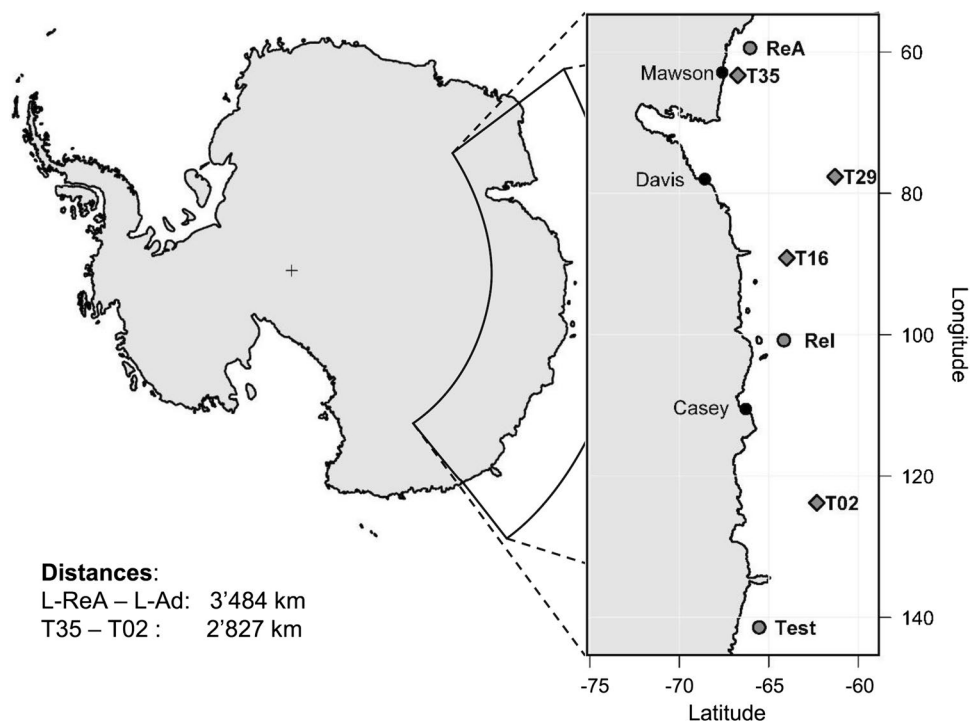 60
ReA
Mawson
T35
Davis
T29
80
T16
100
ReI
Longitude
Casey
120
T02
140
Test
Distances:
L-ReA – L-Ad: 3'484 km
T35 – T02 : 2'827 km
-75 -70 -65 -60
Latitude